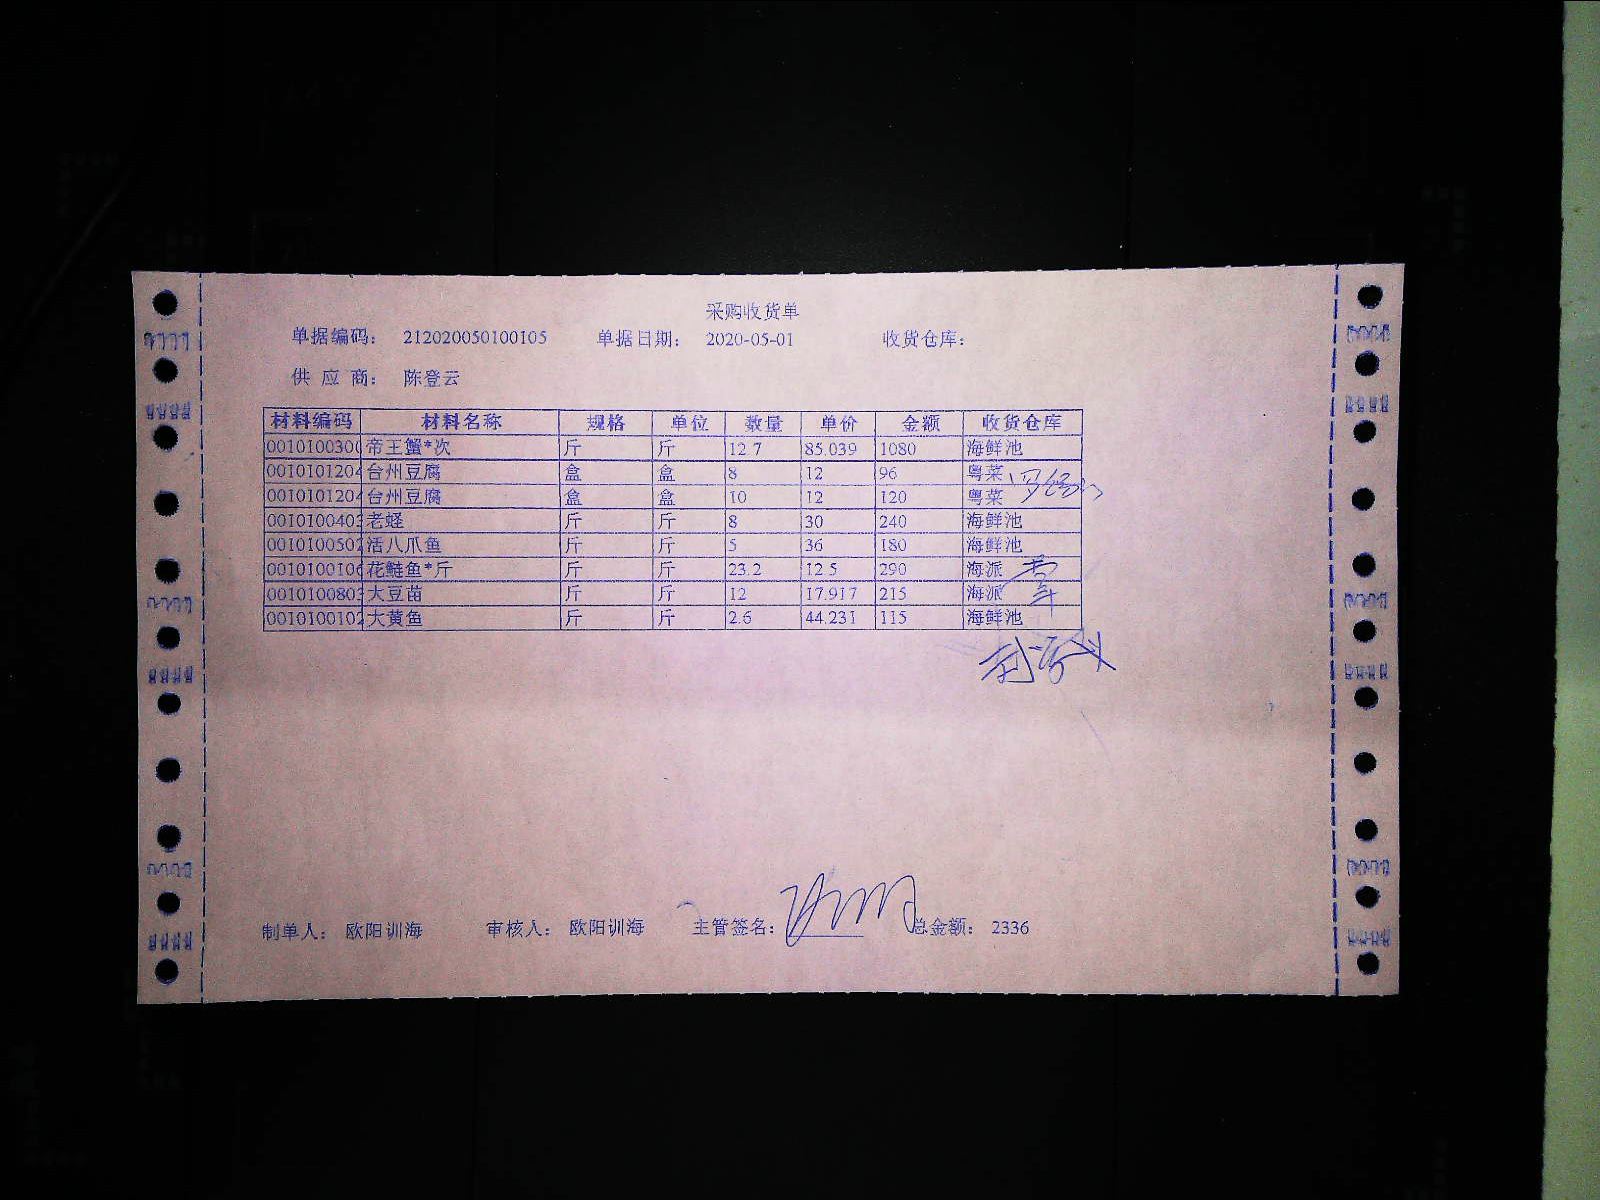 采购收货单
单据编码： 212020050100105 单据日期： 2020-05-01 收货仓库：
供 应 商： 陈登云
材料编码 材料名称 规格 单位 数量 单价 金额 收货仓库
0010100300 帝王蟹*次 斤 斤 12.7 85.039 1080 海鲜池
0010101204 台州豆腐 盒 盒 8 12 96 粤菜
0010101204 台州豆腐 盒 盒 10 12 120 粤菜
0010100403 老蛏 斤 斤 8 30 240 海鲜池
0010100502 活八爪鱼 斤 斤 5 36 180 海鲜池
0010100106 花鲢鱼*斤 斤 斤 23.2 12.5 290 海派
0010100803 大豆苗 斤 斤 12 17.917 215 海派
0010100102 大黄鱼 斤 斤 2.6 44.231 115 海鲜池
制单人： 欧阳训海 审核人： 欧阳训海 主管签名： 总金额： 2336